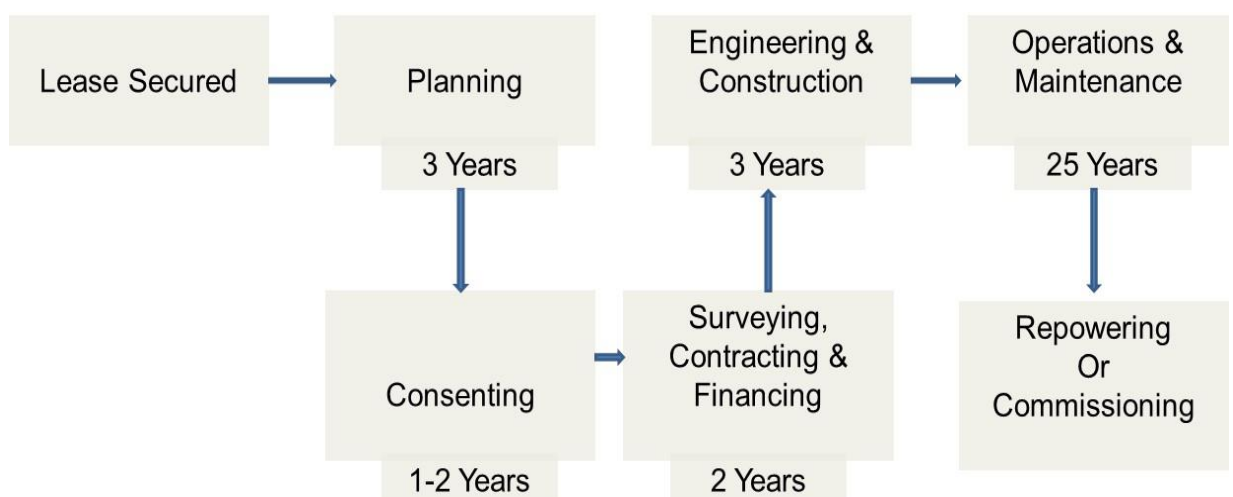 Lease Secured
Planning
3 Years
Consenting
1-2 Years
Surveying,
Contracting &
Financing
2 Years
Engineering &
Construction
3 Years
Operations &
Maintenance
25 Years
Repowering
Or
Commissioning